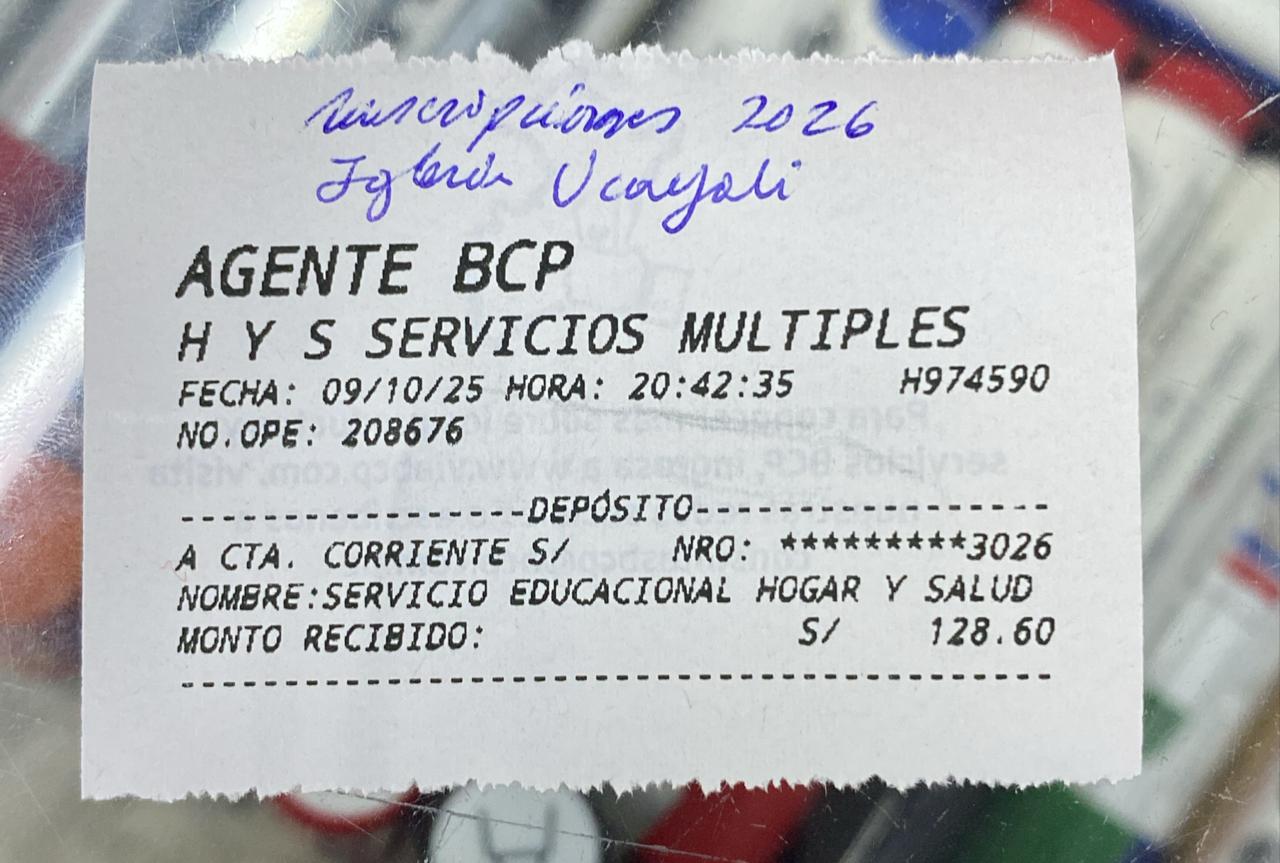 suscripciones 2026
Iglesia Ucayali
AGENTE BCP
H Y S SERVICIOS MULTIPLES
FECHA: 09/10/25 HORA: 20:42:35 H974590
NO.OPE: 208676
----------------DEPÓSITO-----------------
A CTA. CORRIENTE S/ NRO: *********3026
NOMBRE:SERVICIO EDUCACIONAL HOGAR Y SALUD
MONTO RECIBIDO: S/ 128.60
------------------------------------------